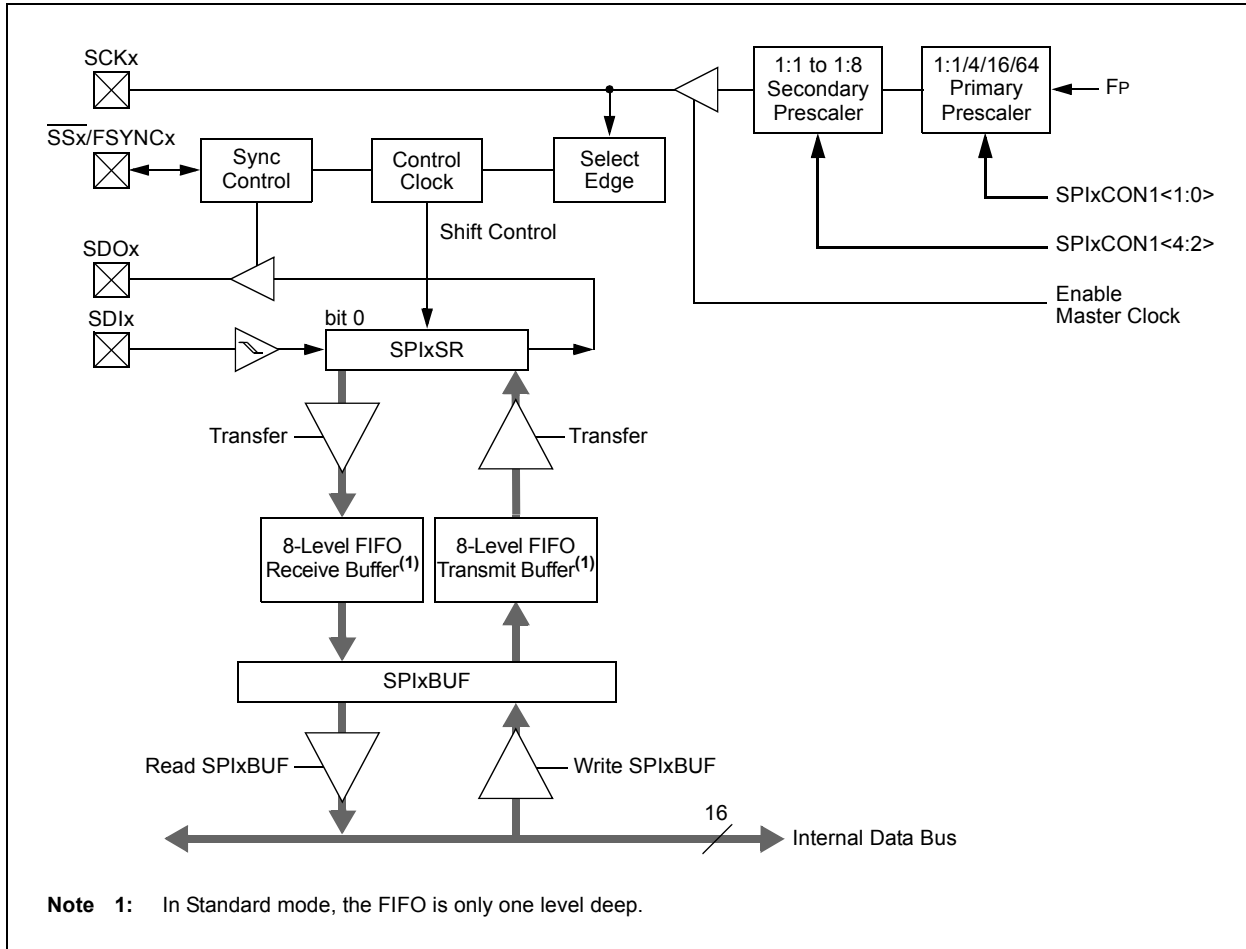 SCKx
1:1 to 1:8
Secondary
Prescaler
1:1/4/16/64
Primary
Prescaler
FP
SSx/FSYNCx
Sync
Control
Control
Clock
Select
Edge
SPIxCON1<1:0>
Shift Control
SPIxCON1<4:2>
SDOx
Enable
Master Clock
SDIx
bit 0
SPIxSR
Transfer
Transfer
8-Level FIFO
Receive Buffer(1)
8-Level FIFO
Transmit Buffer(1)
SPIxBUF
Read SPIxBUF
Write SPIxBUF
16
Internal Data Bus
Note 1: In Standard mode, the FIFO is only one level deep.